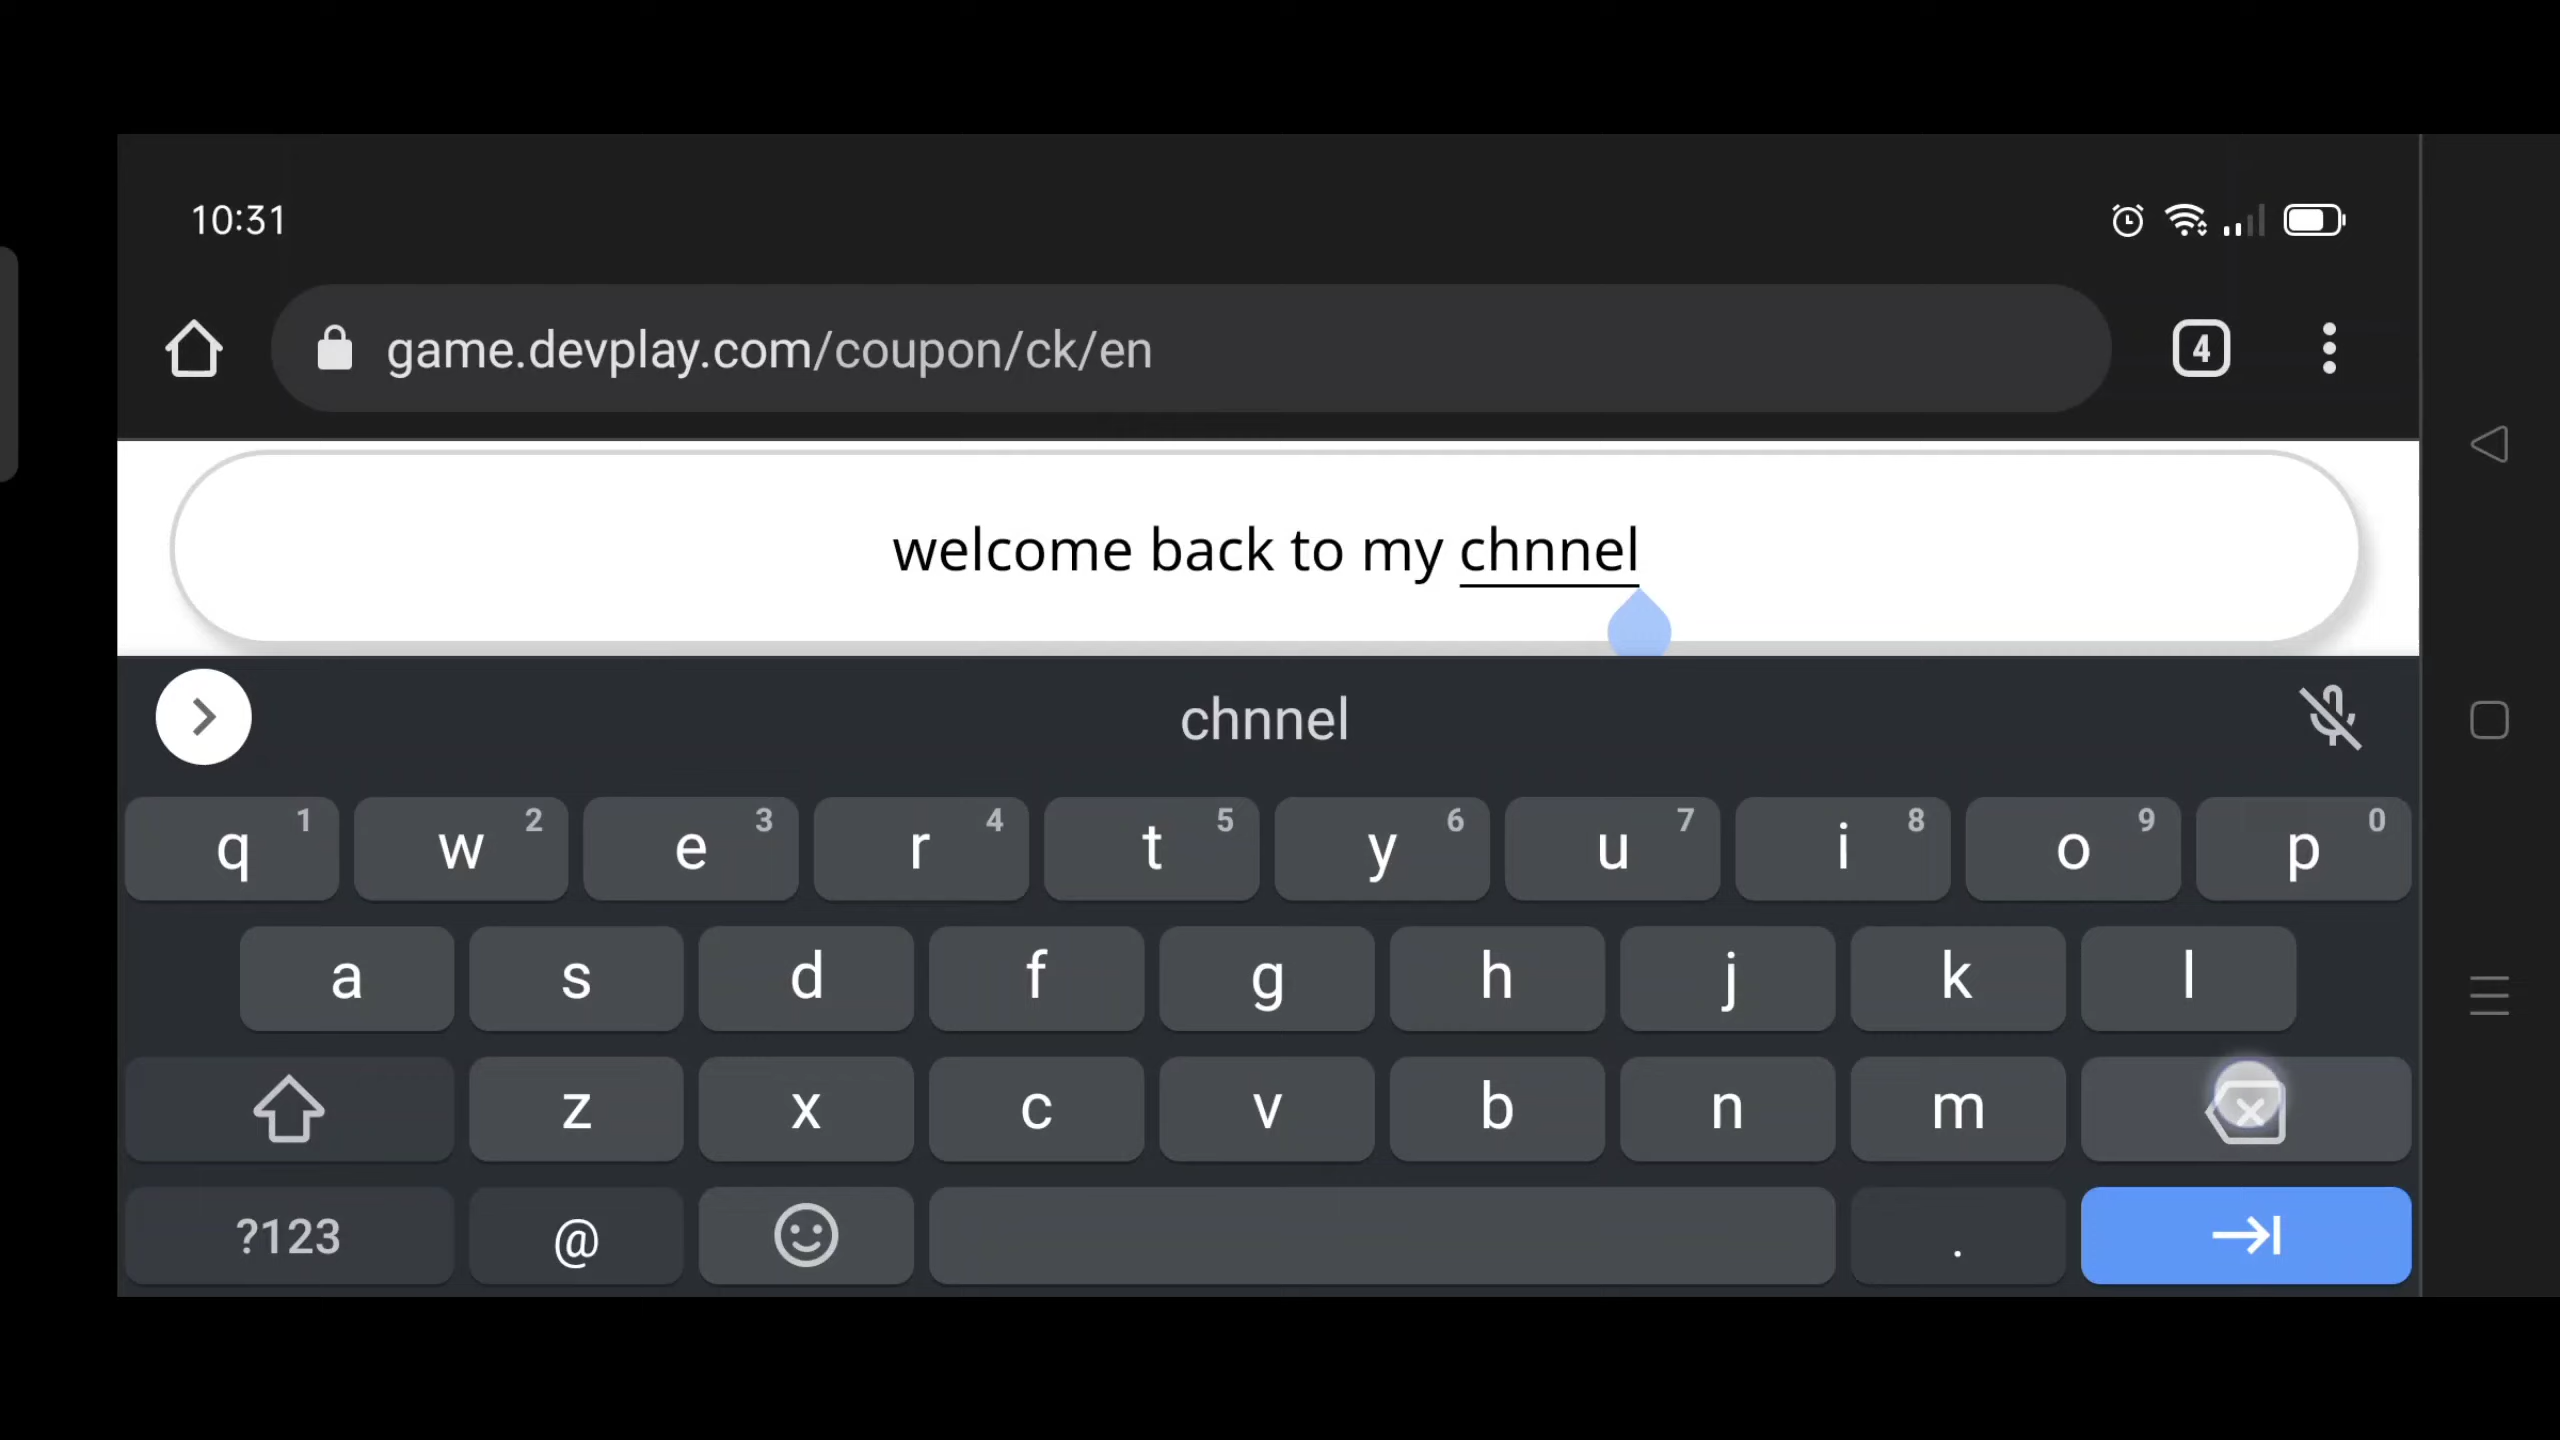 10:31
game.devplay.com/coupon/ck/en
4
welcome back to my chnnel
chnnel
q 1 w 2 e 3 r 4 t 5 y 6 u 7 i 8 o 9 p 0
a s d f g h j k l
z x c v b n m
?123 @ .